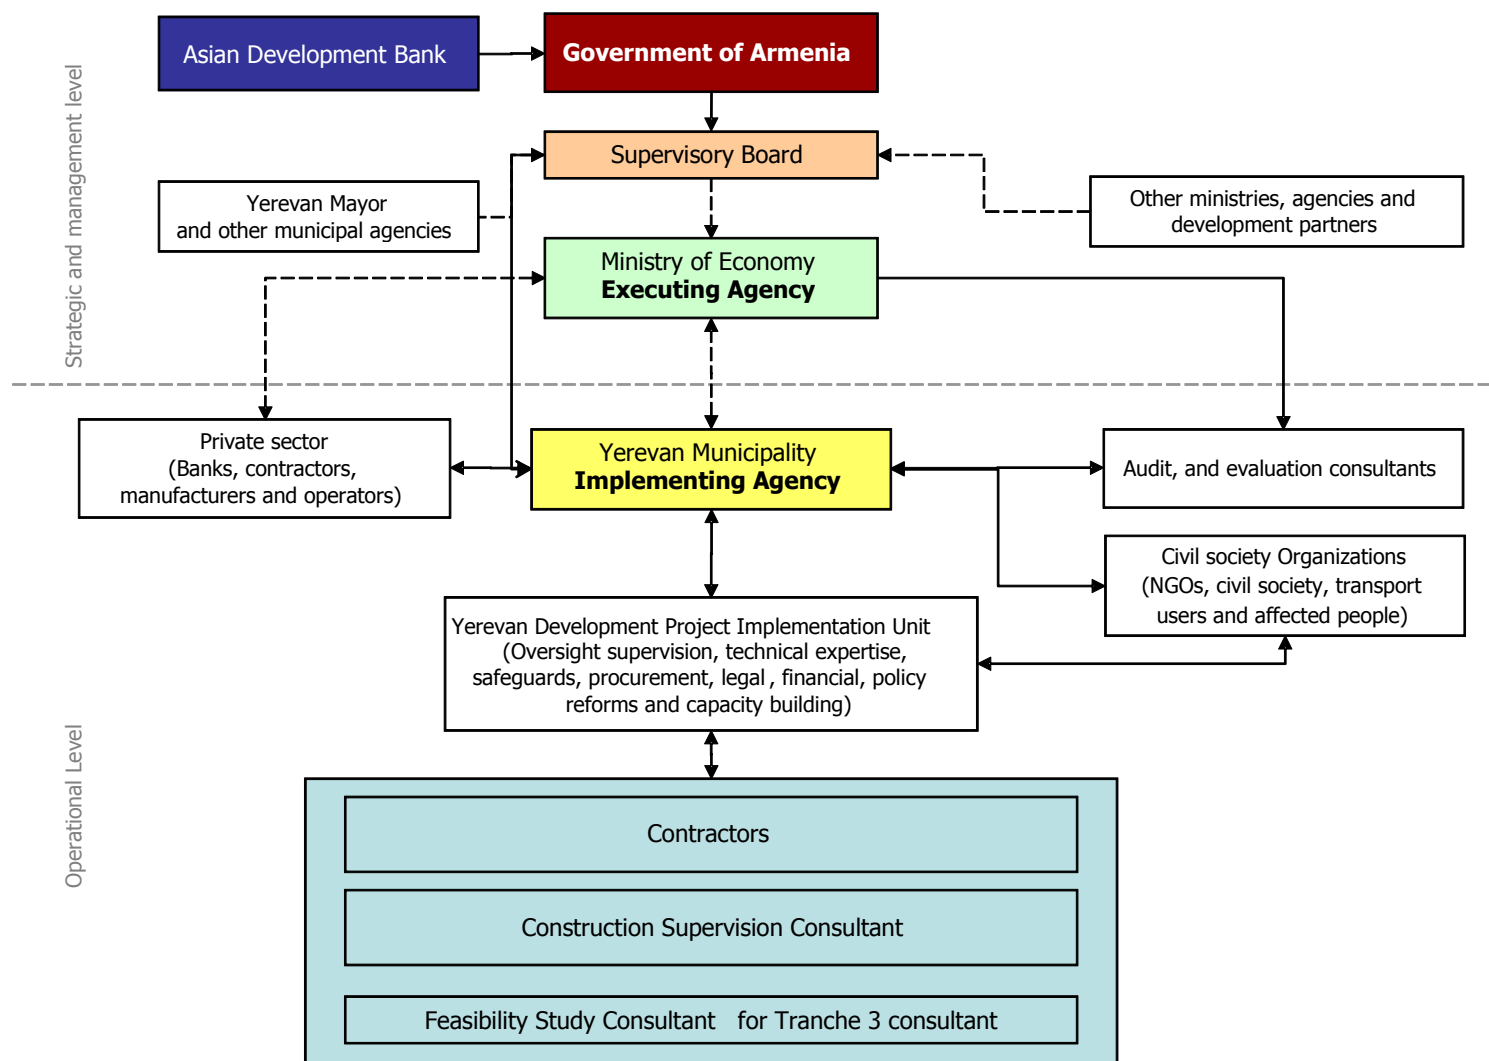 Strategic and management level
Asian Development Bank
Government of Armenia
Supervisory Board
Yerevan Mayor
and other municipal agencies
Other ministries, agencies and
development partners
Ministry of Economy
Executing Agency
Operational Level
Private sector
(Banks, contractors,
manufacturers and operators)
Yerevan Municipality
Implementing Agency
Audit, and evaluation consultants
Civil society Organizations
(NGOs, civil society, transport
users and affected people)
Yerevan Development Project Implementation Unit
(Oversight supervision, technical expertise,
safeguards, procurement, legal , financial, policy
reforms and capacity building)
Contractors
Construction Supervision Consultant
Feasibility Study Consultant for Tranche 3 consultant